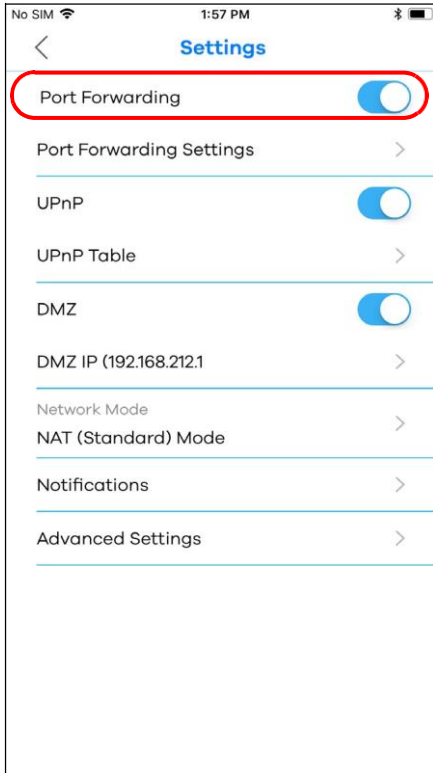 No SIM 1:57 PM
Settings
Port Forwarding
Port Forwarding Settings
UPnP
UPnP Table
DMZ
DMZ IP (192.168.212.1
Network Mode
NAT (Standard) Mode
Notifications
Advanced Settings